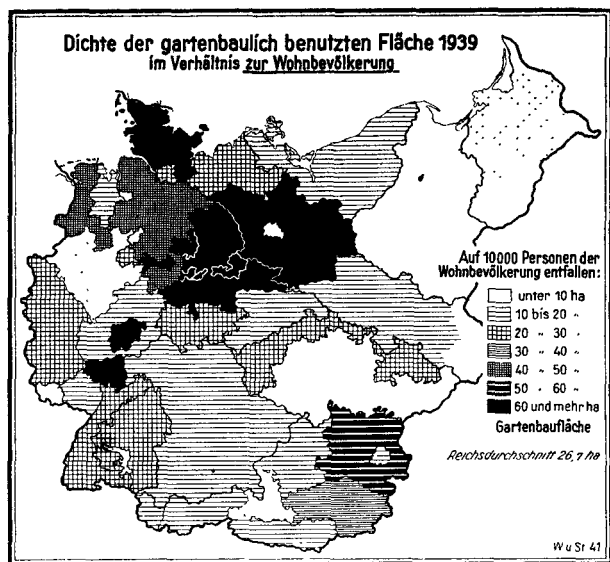 Dichte der gartenbaulich benutzten Fläche 1939
im Verhältnis zur Wohnbevölkerung
Auf 10000 Personen der
Wohnbevölkerung entfallen:
unter 10 ha
10 bis 20 "
20 " 30 "
30 " 40 "
40 " 50 "
50 " 60 "
60 und mehr ha
Gartenbaufläche
Reichsdurchschnitt 26,7 ha
W u St 41